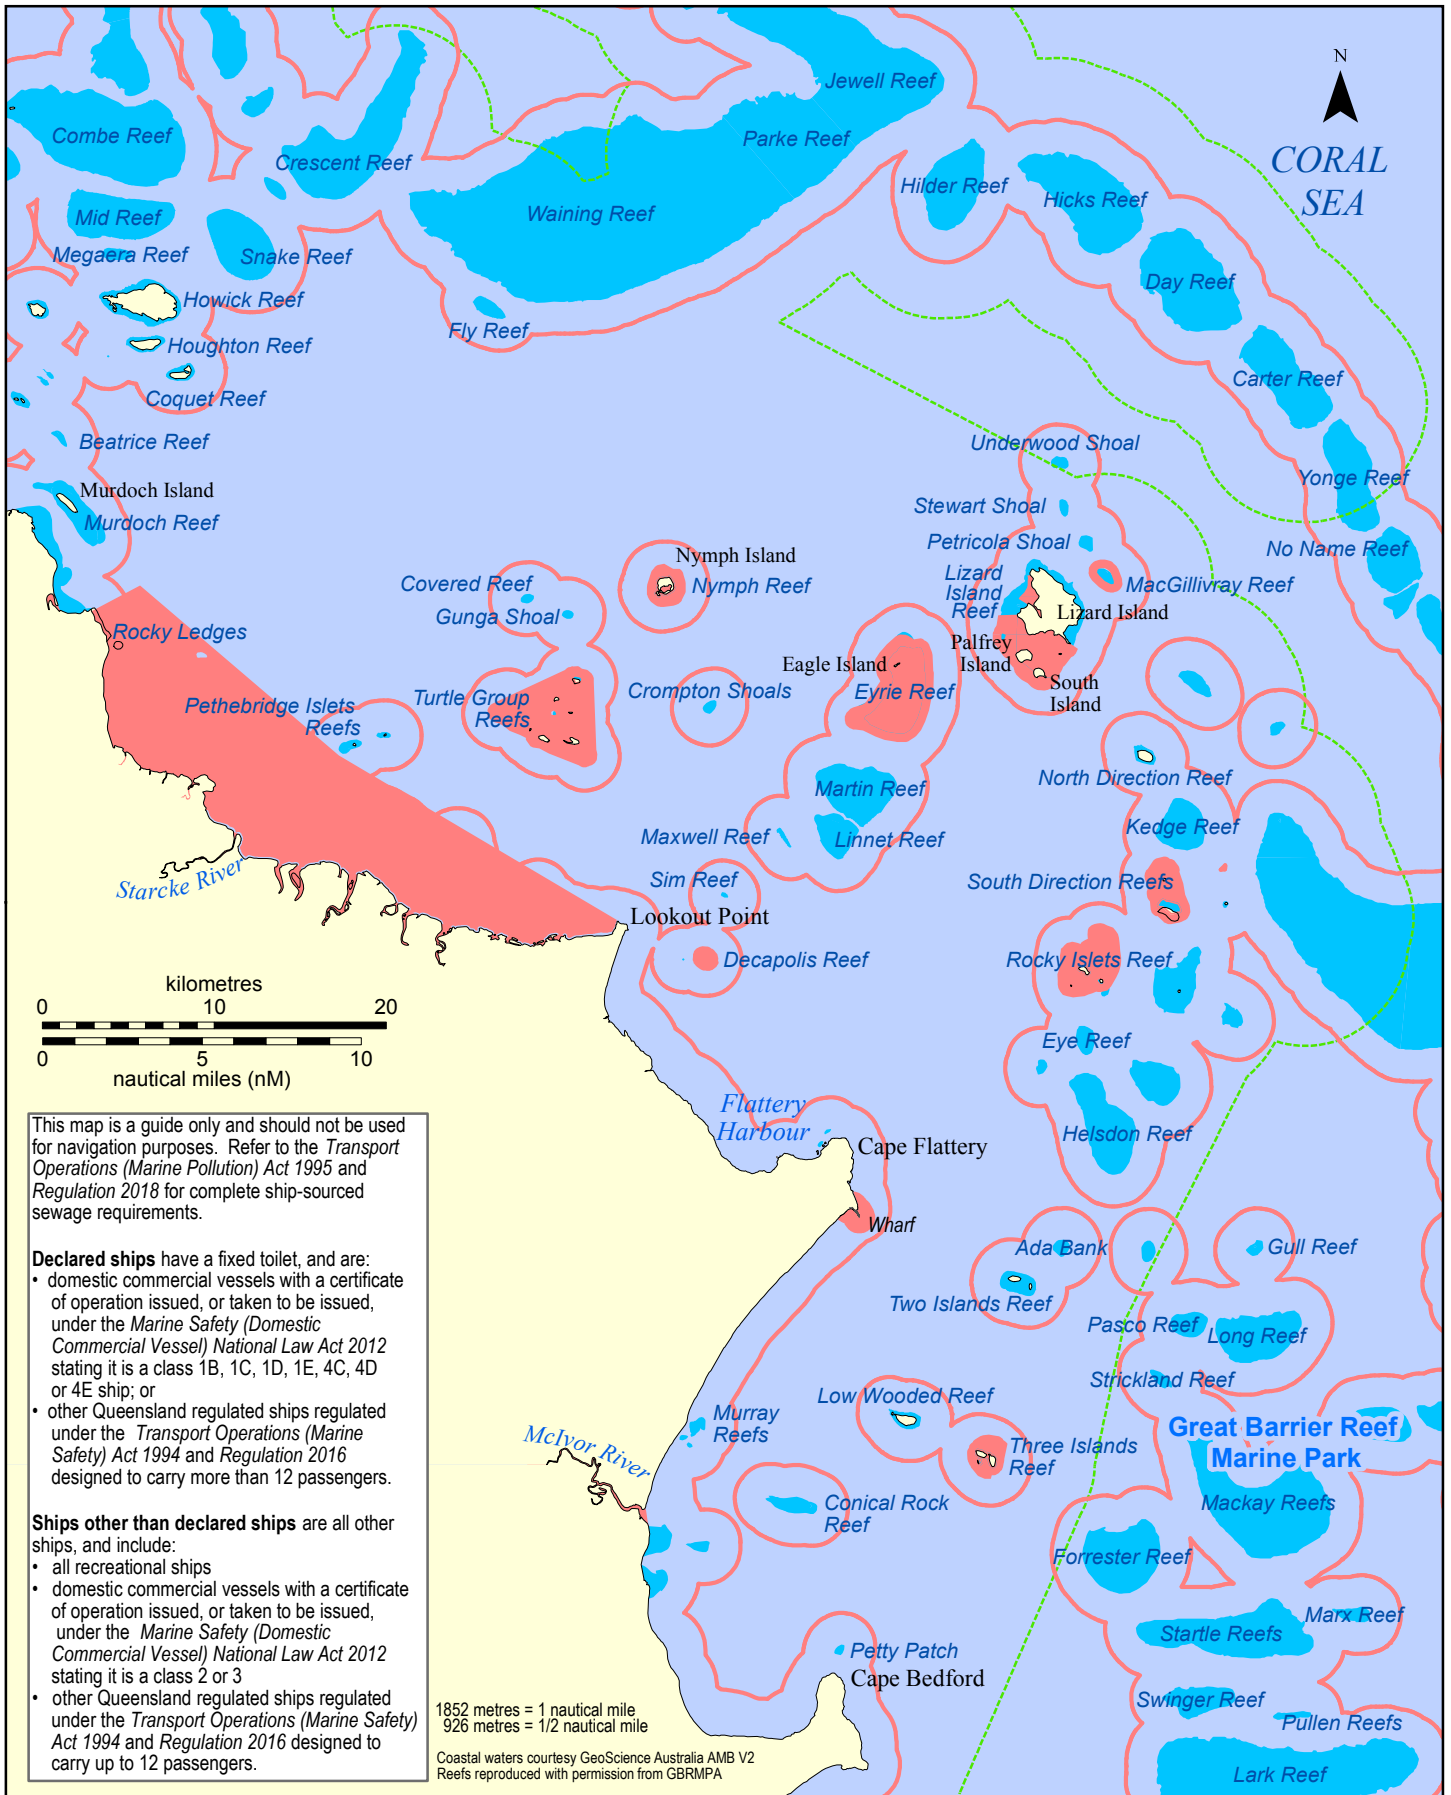 Jewell Reef
N
Combe Reef
Parke Reef
Crescent Reef
CORAL
SEA
Hilder Reef
Hicks Reef
Mid Reef
Waining Reef
Megaera Reef
Snake Reef
Day Reef
Howick Reef
Fly Reef
Houghton Reef
Carter Reef
Coquet Reef
Beatrice Reef
Underwood Shoal
Yonge Reef
Murdoch Island
Stewart Shoal
Murdoch Reef
Petricola Shoal
No Name Reef
Nymph Island
Covered Reef
Nymph Reef
Lizard
Island
Reef
MacGillivray Reef
Gunga Shoal
Lizard Island
Rocky Ledges
Palfrey
Island
Eagle Island
South
Island
Turtle Group
Reefs
Crompton Shoals
Eyrie Reef
Pethebridge Islets
Reefs
North Direction Reef
Martin Reef
Kedge Reef
Maxwell Reef
Linnet Reef
Starcke River
Sim Reef
South Direction Reefs
Lookout Point
Decapolis Reef
Rocky Islets Reef
kilometres
0 10 20
0 5 10
nautical miles (nM)
Eye Reef
Flattery
Harbour
Helsdon Reef
Cape Flattery
Wharf
Ada Bank
Gull Reef
Two Islands Reef
Pasco Reef
Long Reef
Strickland Reef
Low Wooded Reef
Murray
Reefs
Great Barrier Reef
Marine Park
McIvor River
Three Islands
Reef
Conical Rock
Reef
Mackay Reefs
Forrester Reef
Marx Reef
Startle Reefs
Petty Patch
Cape Bedford
Swinger Reef
Pullen Reefs
Lark Reef
This map is a guide only and should not be used
for navigation purposes. Refer to the Transport
Operations (Marine Pollution) Act 1995 and
Regulation 2018 for complete ship-sourced
sewage requirements.
Declared ships have a fixed toilet, and are:
• domestic commercial vessels with a certificate
of operation issued, or taken to be issued,
under the Marine Safety (Domestic
Commercial Vessel) National Law Act 2012
stating it is a class 1B, 1C, 1D, 1E, 4C, 4D
or 4E ship; or
• other Queensland regulated ships regulated
under the Transport Operations (Marine
Safety) Act 1994 and Regulation 2016
designed to carry more than 12 passengers.
Ships other than declared ships are all other
ships, and include:
• all recreational ships
• domestic commercial vessels with a certificate
of operation issued, or taken to be issued,
under the Marine Safety (Domestic
Commercial Vessel) National Law Act 2012
stating it is a class 2 or 3
• other Queensland regulated ships regulated
under the Transport Operations (Marine Safety)
Act 1994 and Regulation 2016 designed to
carry up to 12 passengers.
1852 metres = 1 nautical mile
926 metres = 1/2 nautical mile
Coastal waters courtesy GeoScience Australia AMB V2
Reefs reproduced with permission from GBRMPA